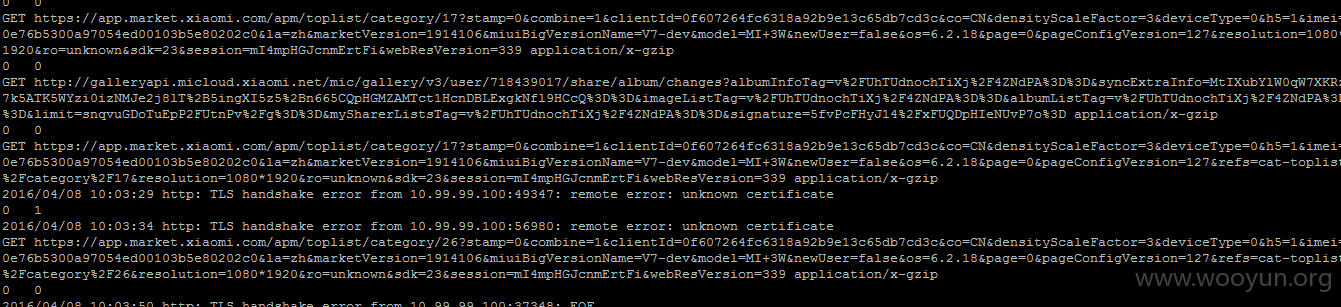 0   0
GET https://app.market.xiaomi.com/apm/toplist/category/17?stamp=0&combine=1&clientId=0f607264fc6318a92b9e13c65db7cd3c&co=CN&densityScaleFactor=3&deviceType=0&h5=1&imei=
0e76b5300a97054ed00103b5e80202c0&la=zh&marketVersion=1914106&miuiBigVersionName=V7-dev&model=MI+3W&newUser=false&os=6.2.18&page=0&pageConfigVersion=127&resolution=1080*
1920&ro=unknown&sdk=23&session=mI4mpHGJcnmErtFi&webResVersion=339 application/x-gzip
0   0
GET http://galleryapi.micloud.xiaomi.net/mic/gallery/v3/user/718439017/share/album/changes?albumInfoTag=v%2FUhTUdnochTiXj%2F4ZNdPA%3D%3D&syncExtraInfo=MtIXubYlW0qW7XKRz
7k5ATK5WYzi0izNMJe2j8lT%2B5ingXI5z5%2Bn665CQpHGMZAMTct1HcnDBLExgkNfl9HCcQ%3D%3D&imageListTag=v%2FUhTUdnochTiXj%2F4ZNdPA%3D%3D&albumListTag=v%2FUhTUdnochTiXj%2F4ZNdPA%3D
%3D&limit=snqvuGDoTuEpP2FUtnPv%2Fg%3D%3D&mySharerListsTag=v%2FUhTUdnochTiXj%2F4ZNdPA%3D%3D&signature=5fvPcFHyJ14%2FxFUQDpHIeNUvP7o%3D application/x-gzip
0   0
GET https://app.market.xiaomi.com/apm/toplist/category/17?stamp=0&combine=1&clientId=0f607264fc6318a92b9e13c65db7cd3c&co=CN&densityScaleFactor=3&deviceType=0&h5=1&imei=
0e76b5300a97054ed00103b5e80202c0&la=zh&marketVersion=1914106&miuiBigVersionName=V7-dev&model=MI+3W&newUser=false&os=6.2.18&page=0&pageConfigVersion=127&refs=cat-toplist
%2Fcategory%2F17&resolution=1080*1920&ro=unknown&sdk=23&session=mI4mpHGJcnmErtFi&webResVersion=339 application/x-gzip
2016/04/08 10:03:29 http: TLS handshake error from 10.99.99.100:49347: remote error: unknown certificate
0   1
2016/04/08 10:03:34 http: TLS handshake error from 10.99.99.100:56980: remote error: unknown certificate
GET https://app.market.xiaomi.com/apm/toplist/category/26?stamp=0&combine=1&clientId=0f607264fc6318a92b9e13c65db7cd3c&co=CN&densityScaleFactor=3&deviceType=0&h5=1&imei=
0e76b5300a97054ed00103b5e80202c0&la=zh&marketVersion=1914106&miuiBigVersionName=V7-dev&model=MI+3W&newUser=false&os=6.2.18&page=0&pageConfigVersion=127&refs=cat-toplist
%2Fcategory%2F26&resolution=1080*1920&ro=unknown&sdk=23&session=mI4mpHGJcnmErtFi&webResVersion=339 application/x-gzip
0   0
2016/04/08 10:03:50 http: TLS handshake error from 10.99.99.100:37348: EOF
www.wooyun.org